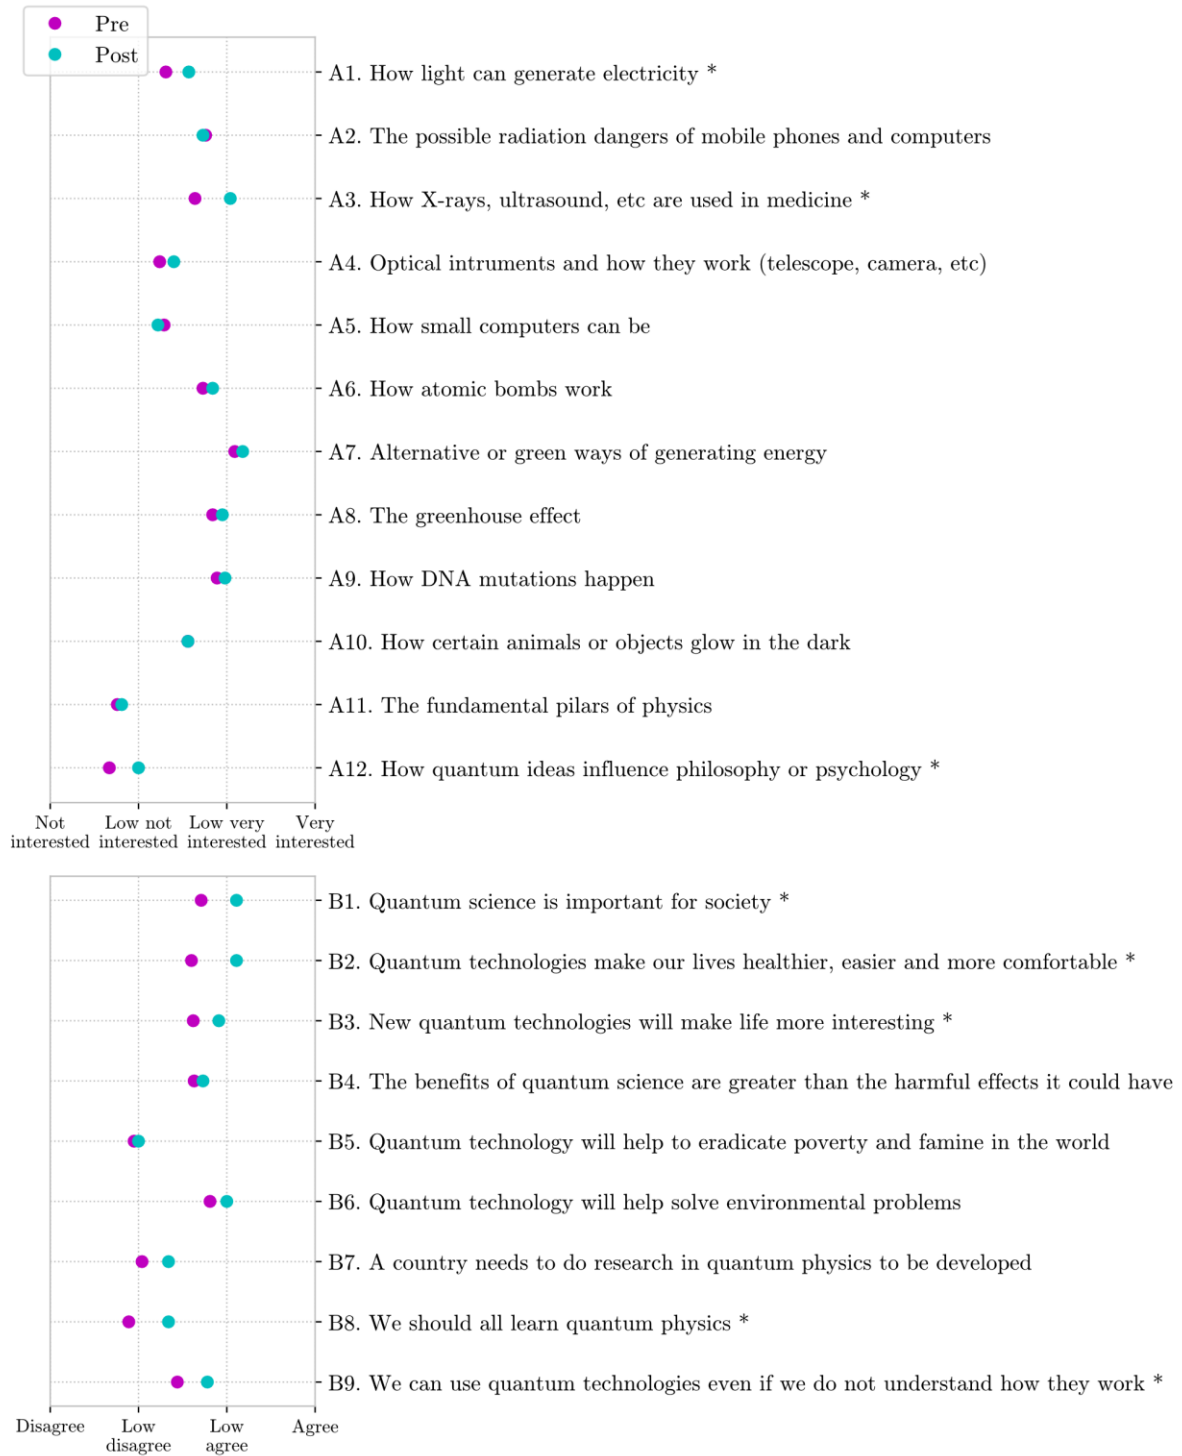 Pre
Post
A1. How light can generate electricity *
A2. The possible radiation dangers of mobile phones and computers
A3. How X-rays, ultrasound, etc are used in medicine *
A4. Optical intruments and how they work (telescope, camera, etc)
A5. How small computers can be
A6. How atomic bombs work
A7. Alternative or green ways of generating energy
A8. The greenhouse effect
A9. How DNA mutations happen
A10. How certain animals or objects glow in the dark
A11. The fundamental pilars of physics
A12. How quantum ideas influence philosophy or psychology *
Not interested
Low not interested
Low very interested
Very interested
B1. Quantum science is important for society *
B2. Quantum technologies make our lives healthier, easier and more comfortable *
B3. New quantum technologies will make life more interesting *
B4. The benefits of quantum science are greater than the harmful effects it could have
B5. Quantum technology will help to eradicate poverty and famine in the world
B6. Quantum technology will help solve environmental problems
B7. A country needs to do research in quantum physics to be developed
B8. We should all learn quantum physics *
B9. We can use quantum technologies even if we do not understand how they work *
Disagree
Low disagree
Low agree
Agree